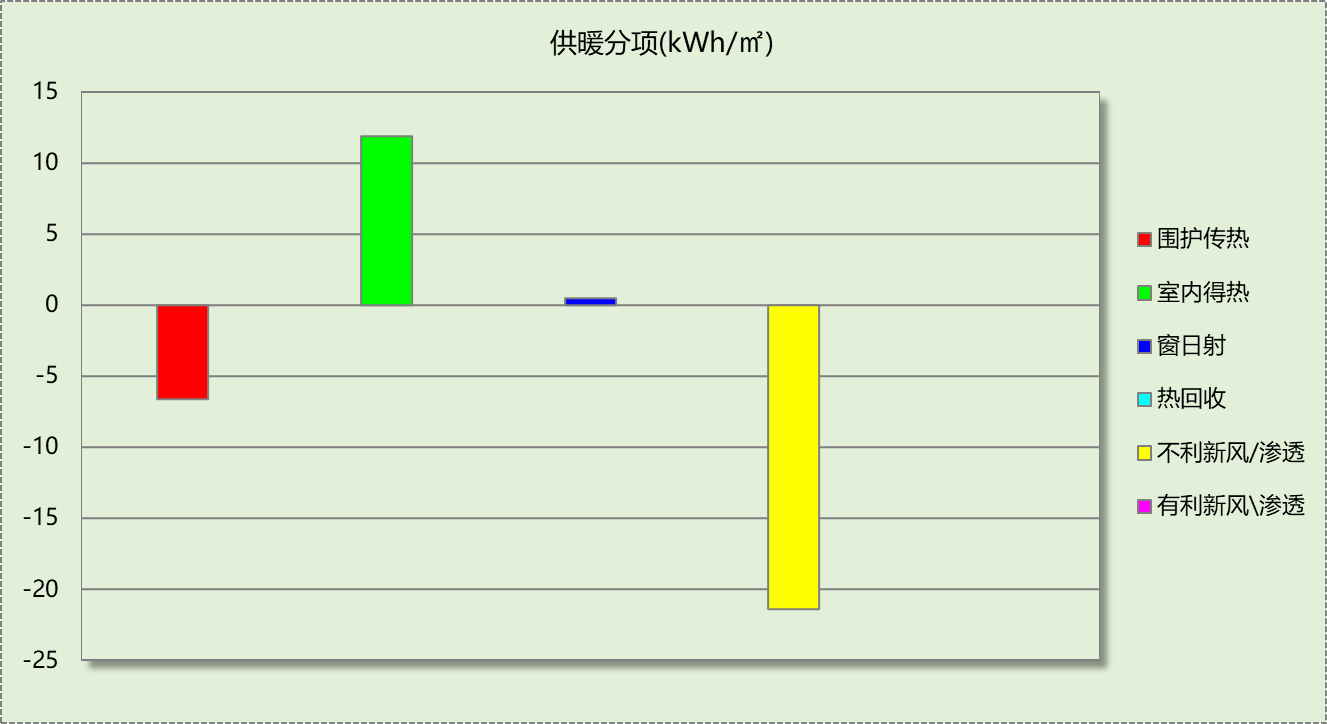 供暖分项(kWh/㎡)
15
10
5
0
-5
-10
-15
-20
-25
围护传热
室内得热
窗日射
热回收
不利新风/渗透
有利新风\渗透